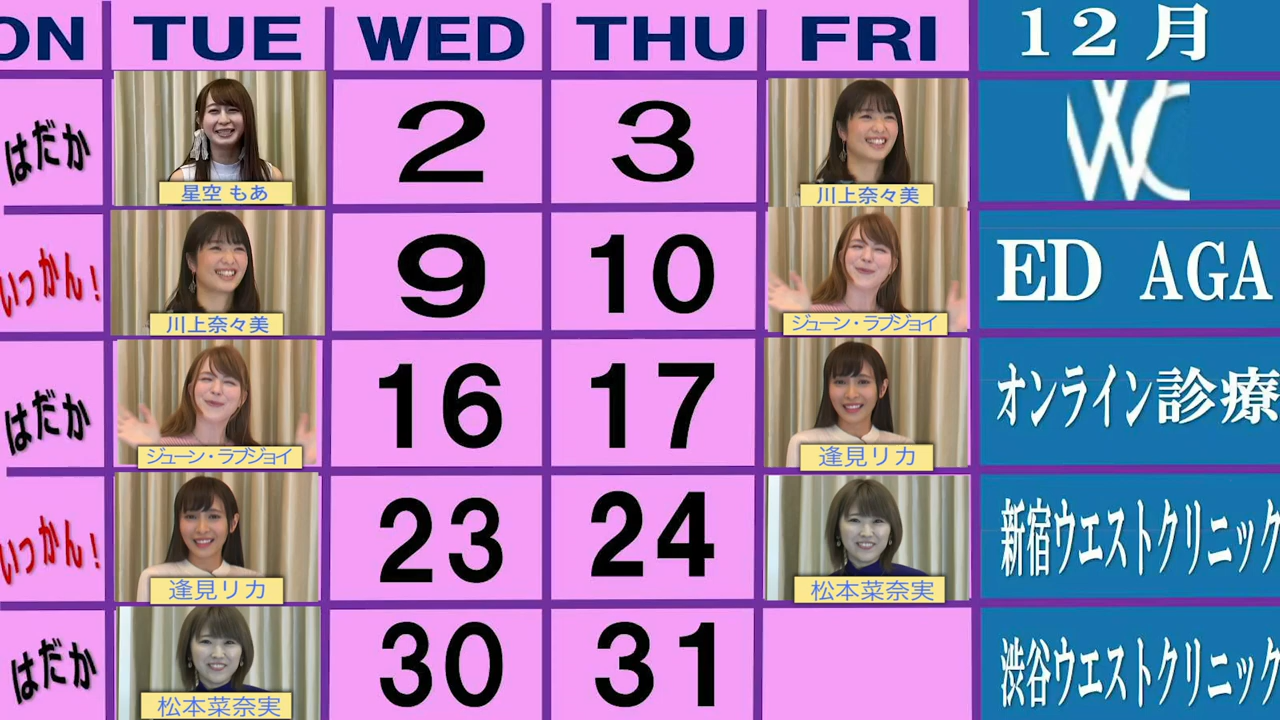 ON TUE WED THU FRI 12月
はだか 星空 もあ 2 3 川上奈々美 WC
いっかん! 川上奈々美 9 10 ジューン・ラブジョイ ED AGA
はだか ジューン・ラブジョイ 16 17 逢見リカ オンライン診療
いっかん! 逢見リカ 23 24 松本菜奈実 新宿ウエストクリニック
はだか 松本菜奈実 30 31 渋谷ウエストクリニック